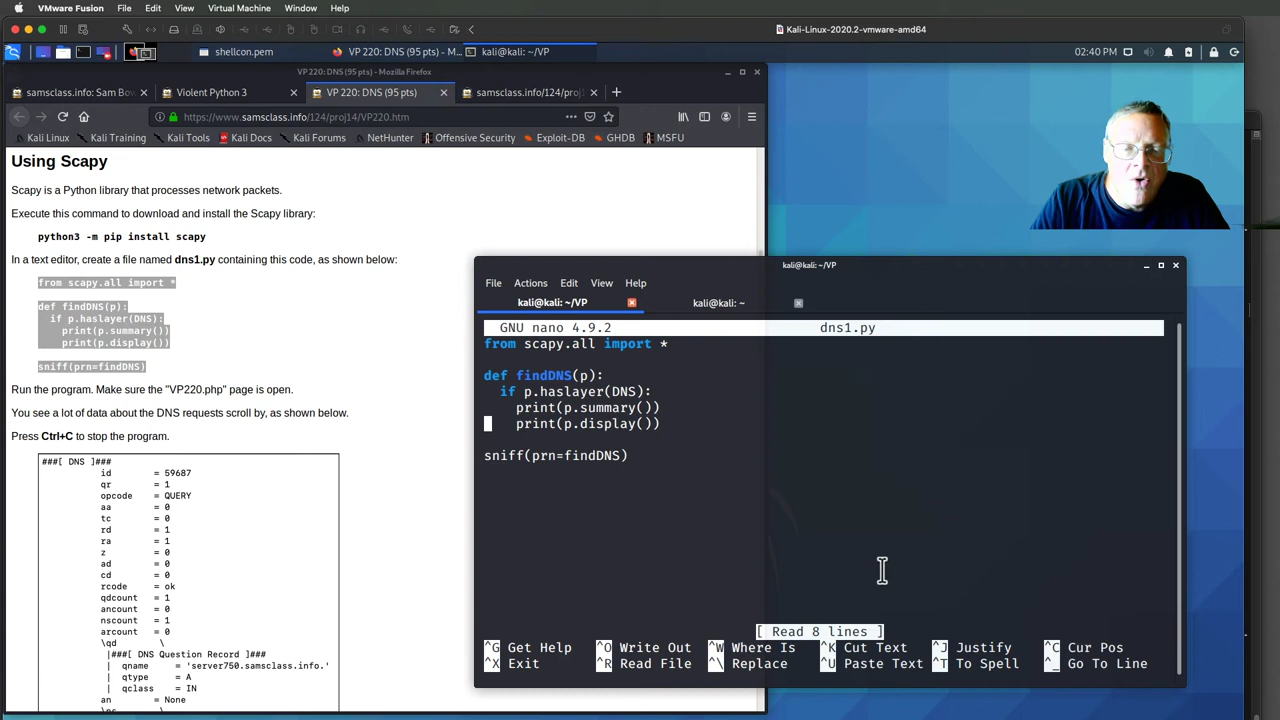 VMware Fusion File Edit View Virtual Machine Window Help
Kali-Linux-2020.2-vmware-amd64
shellcon.pem VP 220: DNS (95 pts) - M... kali@kali: ~/VP 02:40 PM
VP 220: DNS (95 pts) - Mozilla Firefox
samsclass.info: Sam Bow Violent Python 3 VP 220: DNS (95 pts) samsclass.info/124/proj1
https://www.samsclass.info/124/proj14/VP220.htm
Kali Linux Kali Training Kali Tools Kali Docs Kali Forums NetHunter Offensive Security Exploit-DB GHDB MSFU
Using Scapy
Scapy is a Python library that processes network packets.
Execute this command to download and install the Scapy library:
python3 -m pip install scapy
In a text editor, create a file named dns1.py containing this code, as shown below:
from scapy.all import *
def findDNS(p):
if p.haslayer(DNS):
print(p.summary())
print(p.display())
sniff(prn=findDNS)
Run the program. Make sure the "VP220.php" page is open.
You see a lot of data about the DNS requests scroll by, as shown below.
Press Ctrl+C to stop the program.
###[ DNS ]###
id = 59687
qr = 1
opcode = QUERY
aa = 0
tc = 0
rd = 1
ra = 1
z = 0
ad = 0
cd = 0
rcode = ok
qdcount = 1
ancount = 0
nscount = 1
arcount = 0
\qd \
|###[ DNS Question Record ]###
| qname = 'server750.samsclass.info.'
| qtype = A
| qclass = IN
an = None
kali@kali: ~/VP
File Actions Edit View Help
kali@kali: ~/VP kali@kali: ~
GNU nano 4.9.2 dns1.py
from scapy.all import *
def findDNS(p):
if p.haslayer(DNS):
print(p.summary())
print(p.display())
sniff(prn=findDNS)
[ Read 8 lines ]
^G Get Help ^O Write Out ^W Where Is ^K Cut Text ^J Justify ^C Cur Pos
^X Exit ^R Read File ^\ Replace ^U Paste Text ^T To Spell ^_ Go To Line